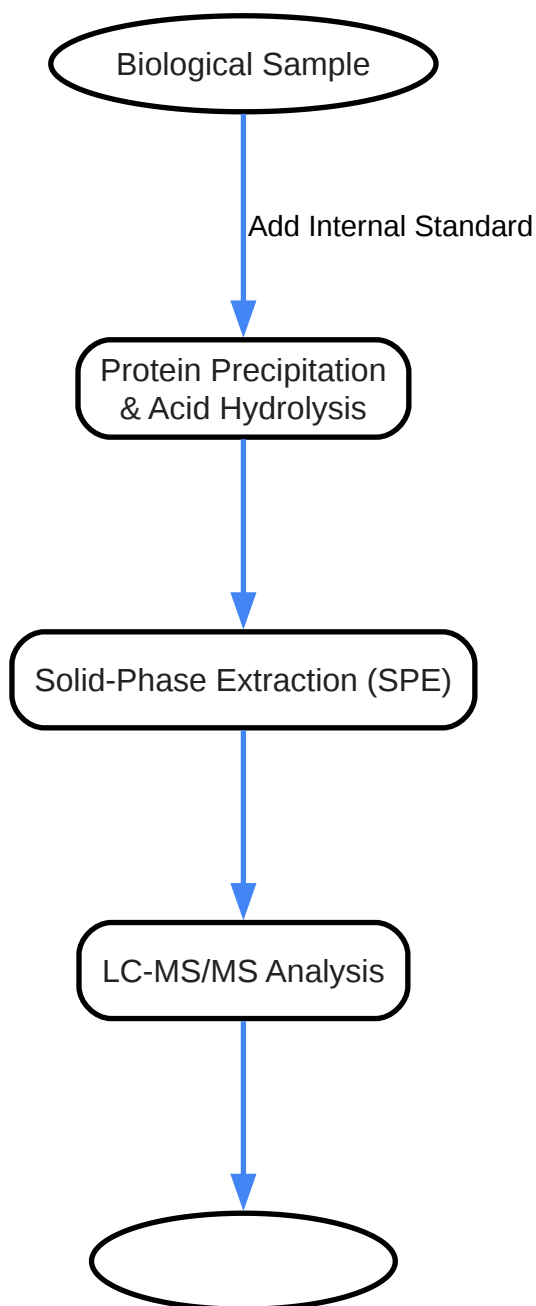 Biological Sample
Add Internal Standard
Protein Precipitation
& Acid Hydrolysis
Solid-Phase Extraction (SPE)
LC-MS/MS Analysis